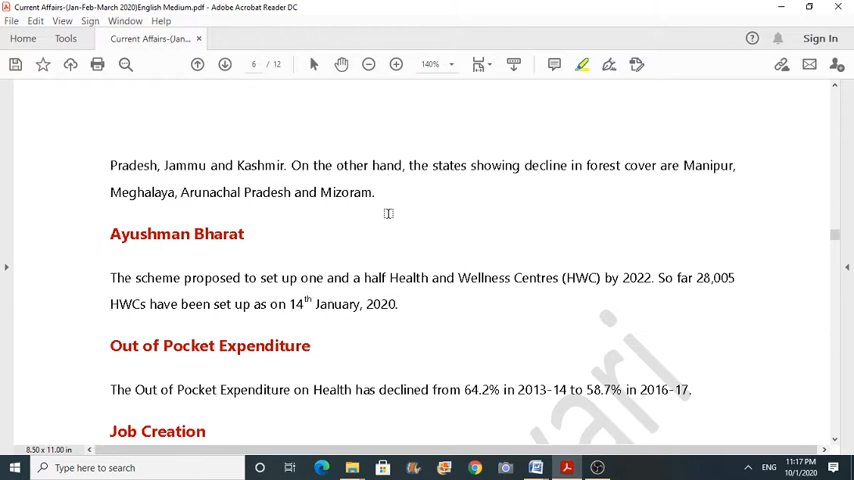 Current Affairs-(Jan-Feb-March 2020)English Medium.pdf - Adobe Acrobat Reader DC
File Edit View Sign Window Help
Home Tools Current Affairs-(Jan... × Sign In
6 / 12 140%
Pradesh, Jammu and Kashmir. On the other hand, the states showing decline in forest cover are Manipur,
Meghalaya, Arunachal Pradesh and Mizoram.
Ayushman Bharat
The scheme proposed to set up one and a half Health and Wellness Centres (HWC) by 2022. So far 28,005
HWCs have been set up as on 14th January, 2020.
Out of Pocket Expenditure
The Out of Pocket Expenditure on Health has declined from 64.2% in 2013-14 to 58.7% in 2016-17.
Job Creation
8.50 x 11.00 in
Type here to search
ENG
11:17 PM
10/1/2020